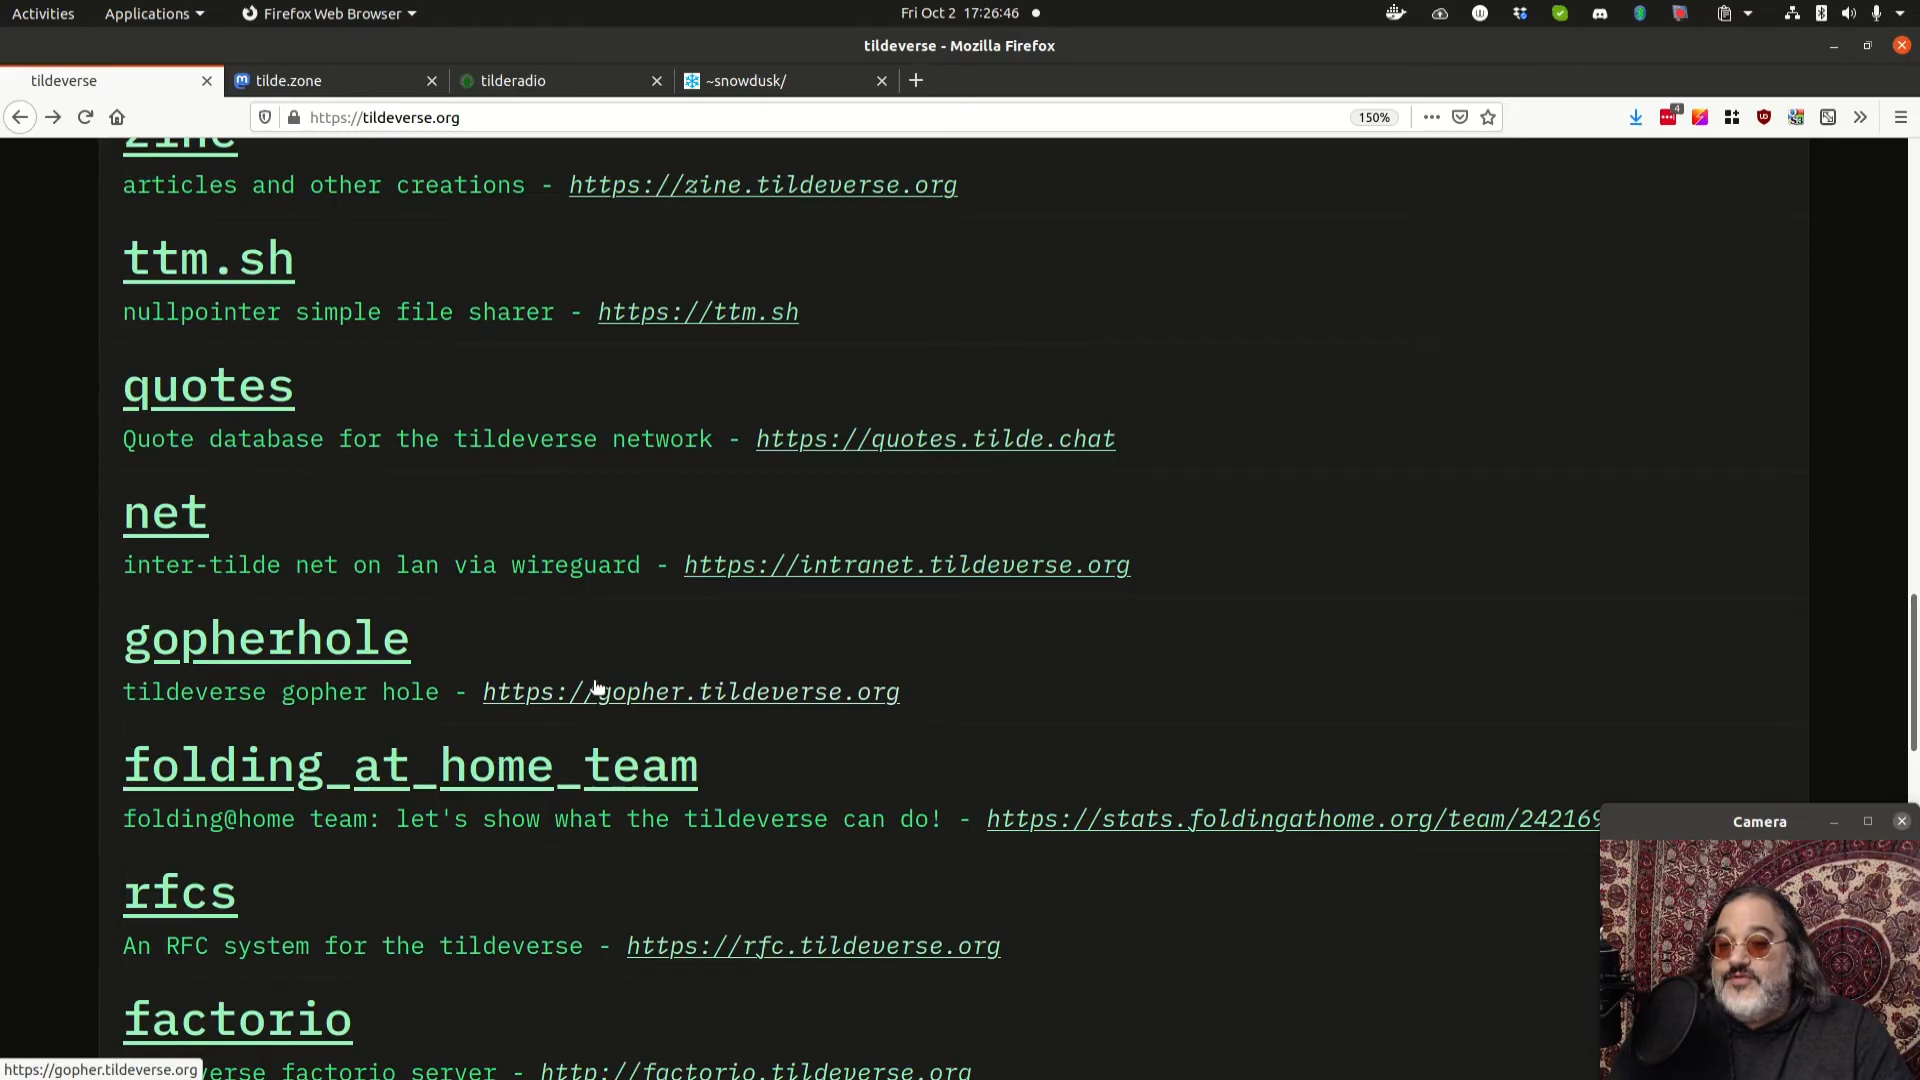 Activities Applications Firefox Web Browser Fri Oct 2 17:26:46
tildeverse - Mozilla Firefox
tildeverse tilde.zone tilderadio ~snowdusk/
https://tildeverse.org 150% 4
zine
articles and other creations - https://zine.tildeverse.org
ttm.sh
nullpointer simple file sharer - https://ttm.sh
quotes
Quote database for the tildeverse network - https://quotes.tilde.chat
net
inter-tilde net on lan via wireguard - https://intranet.tildeverse.org
gopherhole
tildeverse gopher hole - https://gopher.tildeverse.org
folding_at_home_team
folding@home team: let's show what the tildeverse can do! - https://stats.foldingathome.org/team/242169
Camera
rfcs
An RFC system for the tildeverse - https://rfc.tildeverse.org
factorio
verse factorio server - http://factorio.tildeverse.org
https://gopher.tildeverse.org